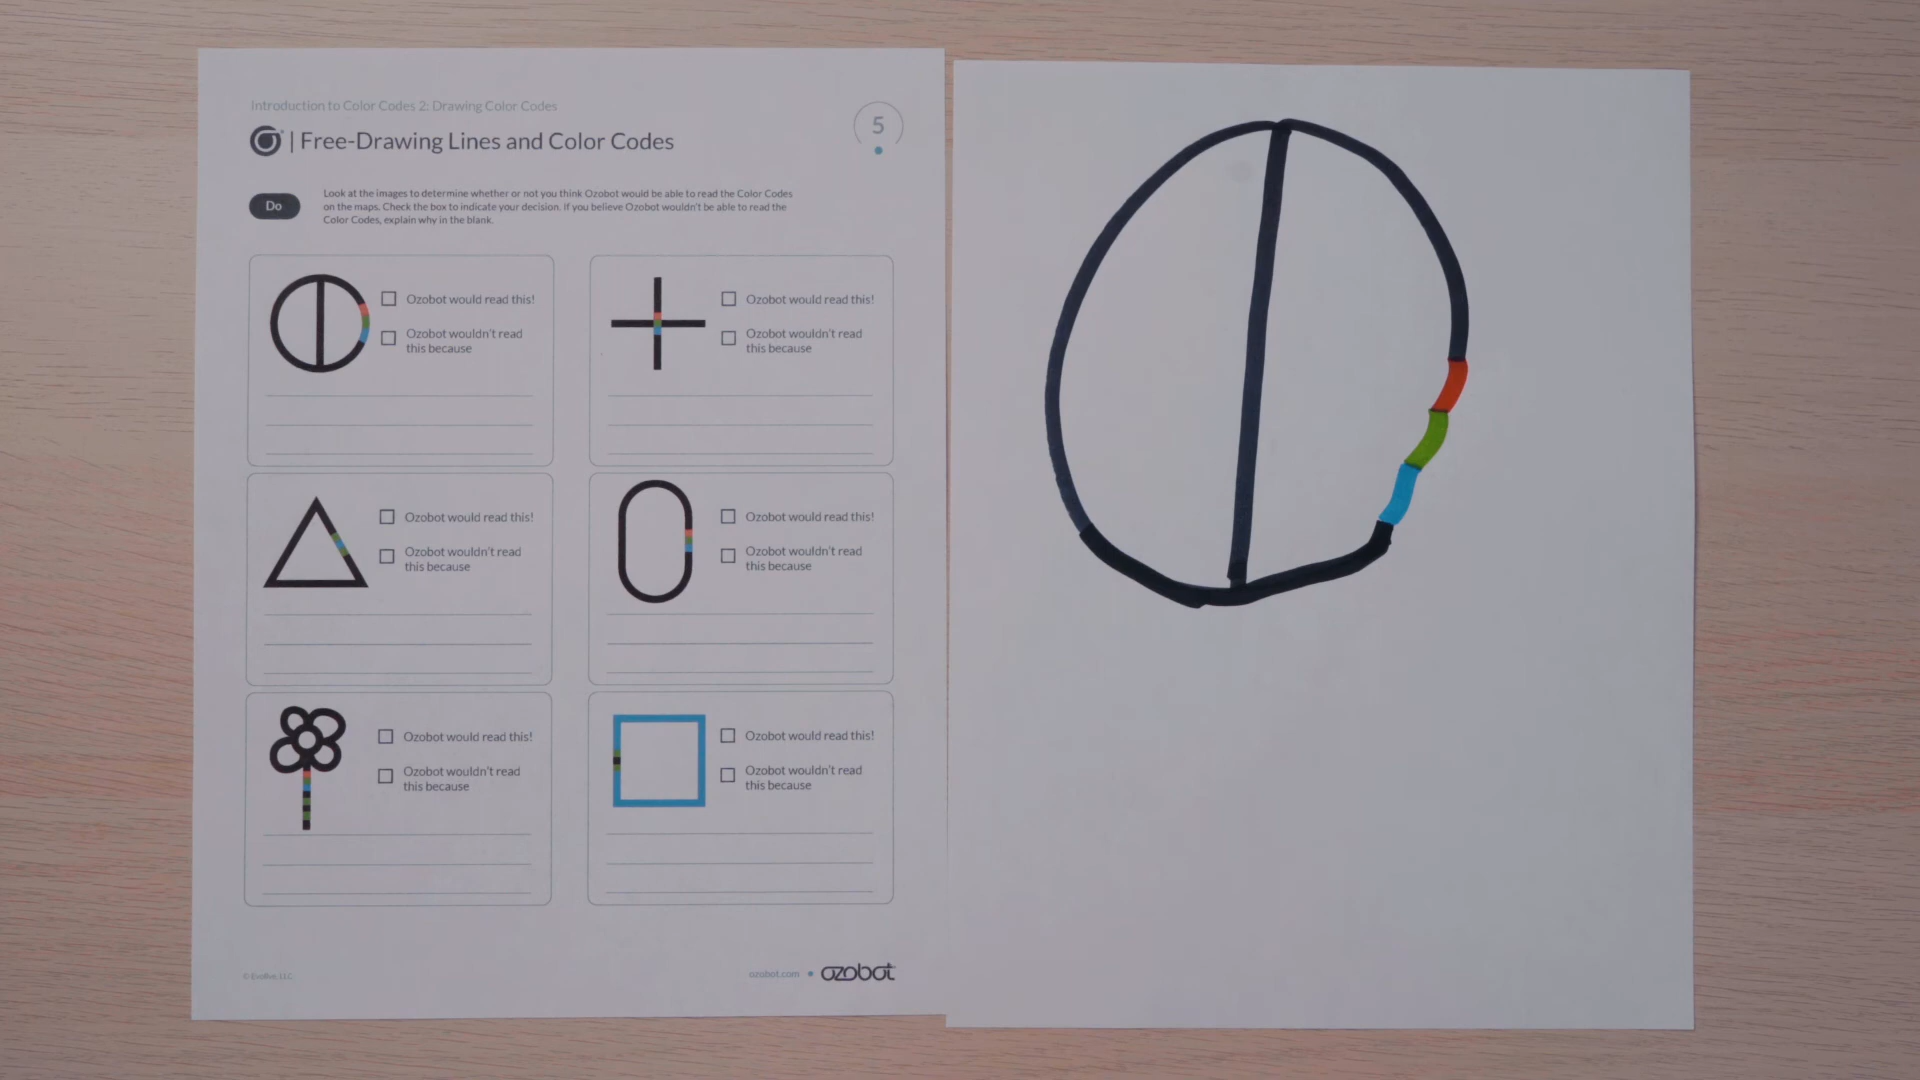 Introduction to Color Codes 2: Drawing Color Codes
| Free-Drawing Lines and Color Codes
5
Do
Look at the images to determine whether or not you think Ozobot would be able to read the Color Codes
on the maps. Check the box to indicate your decision. If you believe Ozobot wouldn't be able to read the
Color Codes, explain why in the blank.
Ozobot would read this!
Ozobot wouldn't read
this because
Ozobot would read this!
Ozobot wouldn't read
this because
Ozobot would read this!
Ozobot wouldn't read
this because
Ozobot would read this!
Ozobot wouldn't read
this because
Ozobot would read this!
Ozobot wouldn't read
this because
Ozobot would read this!
Ozobot wouldn't read
this because
© Evollve, LLC
ozobot.com • ozobot